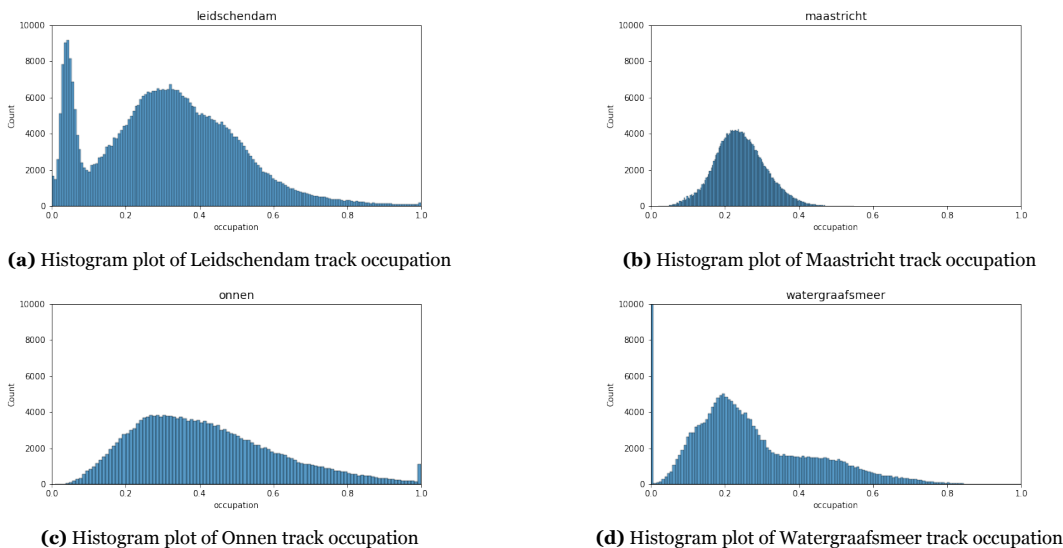 leidschendam
10000
8000
6000
4000
2000
0
Count
0.0 0.2 0.4 0.6 0.8 1.0
occupation
(a) Histogram plot of Leidschendam track occupation
maastricht
10000
8000
6000
4000
2000
0
Count
0.0 0.2 0.4 0.6 0.8 1.0
occupation
(b) Histogram plot of Maastricht track occupation
onnen
10000
8000
6000
4000
2000
0
Count
0.0 0.2 0.4 0.6 0.8 1.0
occupation
(c) Histogram plot of Onnen track occupation
watergraafsmeer
10000
8000
6000
4000
2000
0
Count
0.0 0.2 0.4 0.6 0.8 1.0
occupation
(d) Histogram plot of Watergraafsmeer track occupation